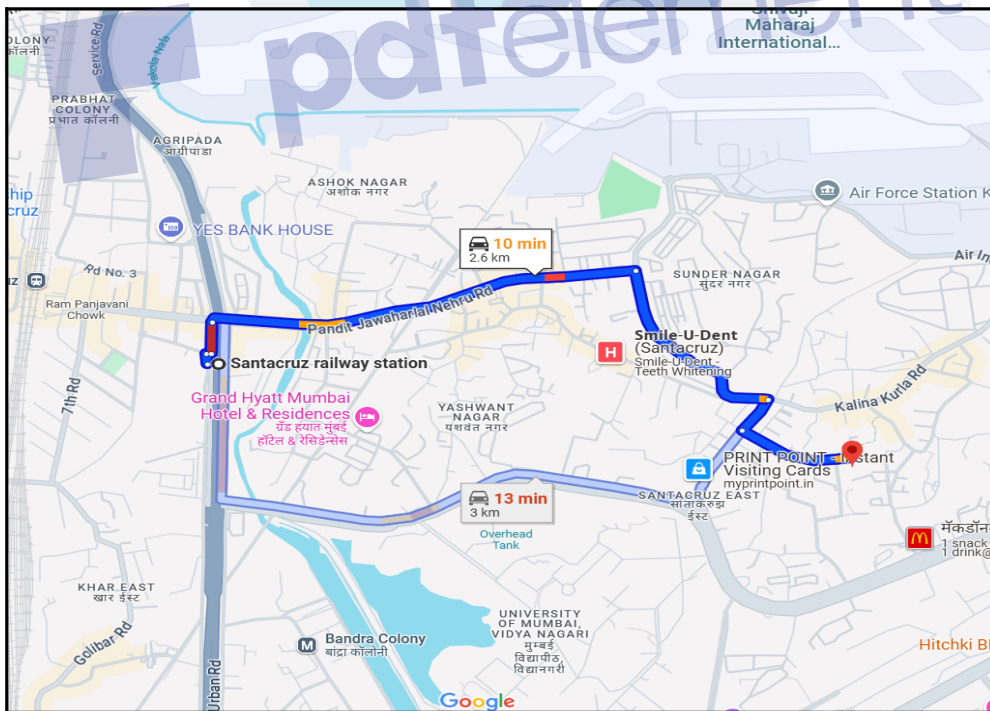 pdfelement
Shivaji
Maharaj
International...
COLONY
कॉलनी
Service Rd
Vakola Nala
PRABHAT
COLONY
प्रभात कॉलनी
AGRIPADA
आग्रीपाडा
ASHOK NAGAR
अशोक नगर
Air Force Station K
hip
cruz
YES BANK HOUSE
10 min
2.6 km
Air In
SUNDER NAGAR
सुंदर नगर
Rd No. 3
Ram Panjavani
Chowk
Pandit Jawaharlal Nehru Rd
Smile-U-Dent
(Santacruz)
Smile-U-Dent -
Teeth Whitening
Santacruz railway station
7th Rd
Grand Hyatt Mumbai
Hotel & Residences
ग्रँड हयात मुंबई
हॉटेल & रेसिडेन्सेस
YASHWANT
NAGAR
यशवंत नगर
Kalina Kurla Rd
PRINT POINT - Instant
Visiting Cards
myprintpoint.in
13 min
3 km
SANTACRUZ EAST
सांताक्रुझ
ईस्ट
Overhead
Tank
मॅकडॉन
1 snack
1 drink@
KHAR EAST
खार ईस्ट
Golibar Rd
UNIVERSITY
OF MUMBAI,
VIDYA NAGARI
मुम्बई
विद्यापीठ,
विद्यानगरी
Bandra Colony
बांद्रा कॉलोनी
Hitchki B
Urban Rd
Google